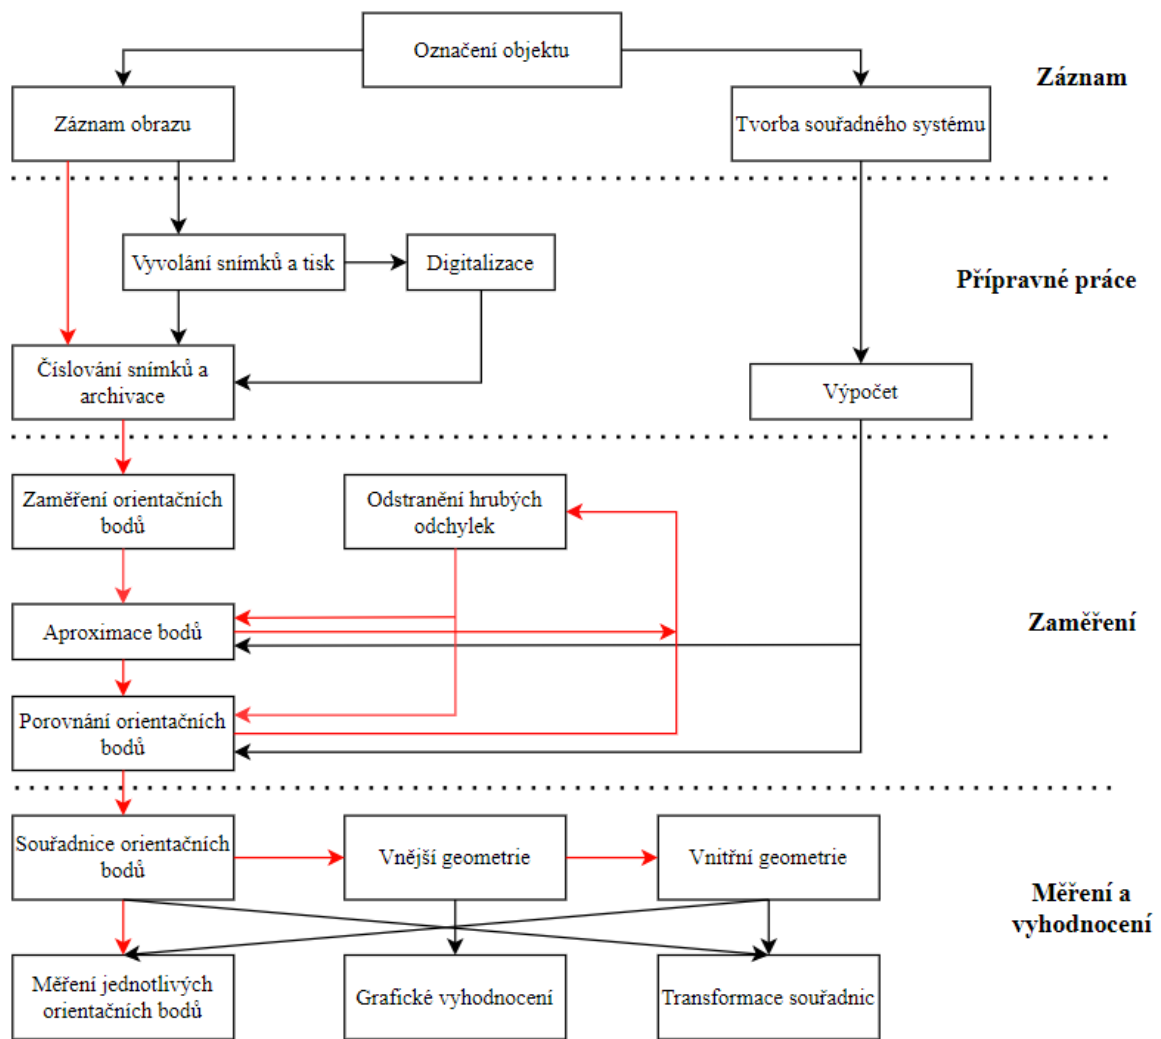 Označení objektu
Záznam
Záznam obrazu
Tvorba souřadného systému
Vyvolání snímků a tisk
Digitalizace
Přípravné práce
Číslování snímků a
archivace
Výpočet
Zaměření orientačních
bodů
Odstranění hrubých
odchylek
Aproximace bodů
Zaměření
Porovnání orientačních
bodů
Souřadnice orientačních
bodů
Vnější geometrie
Vnitřní geometrie
Měření a
vyhodnocení
Měření jednotlivých
orientačních bodů
Grafické vyhodnocení
Transformace souřadnic